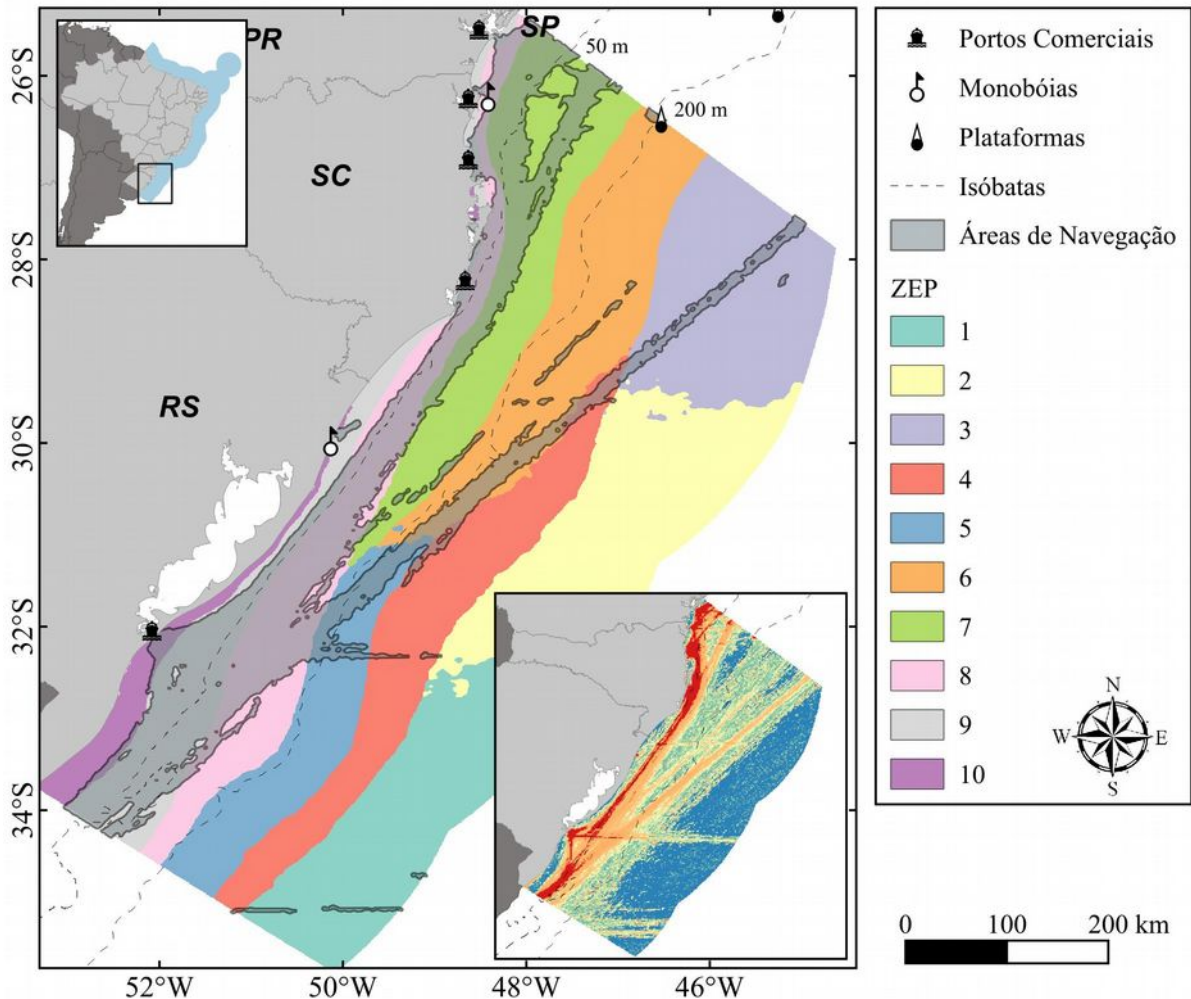 PR
SP
50 m
26°S
200 m
SC
28°S
30°S
RS
32°S
34°S
52°W
50°W
48°W
46°W
Portos Comerciais
Monobóias
Plataformas
Isóbatas
Áreas de Navegação
ZEP
1
2
3
4
5
6
7
8
9
10
N
W
E
S
0
100
200 km